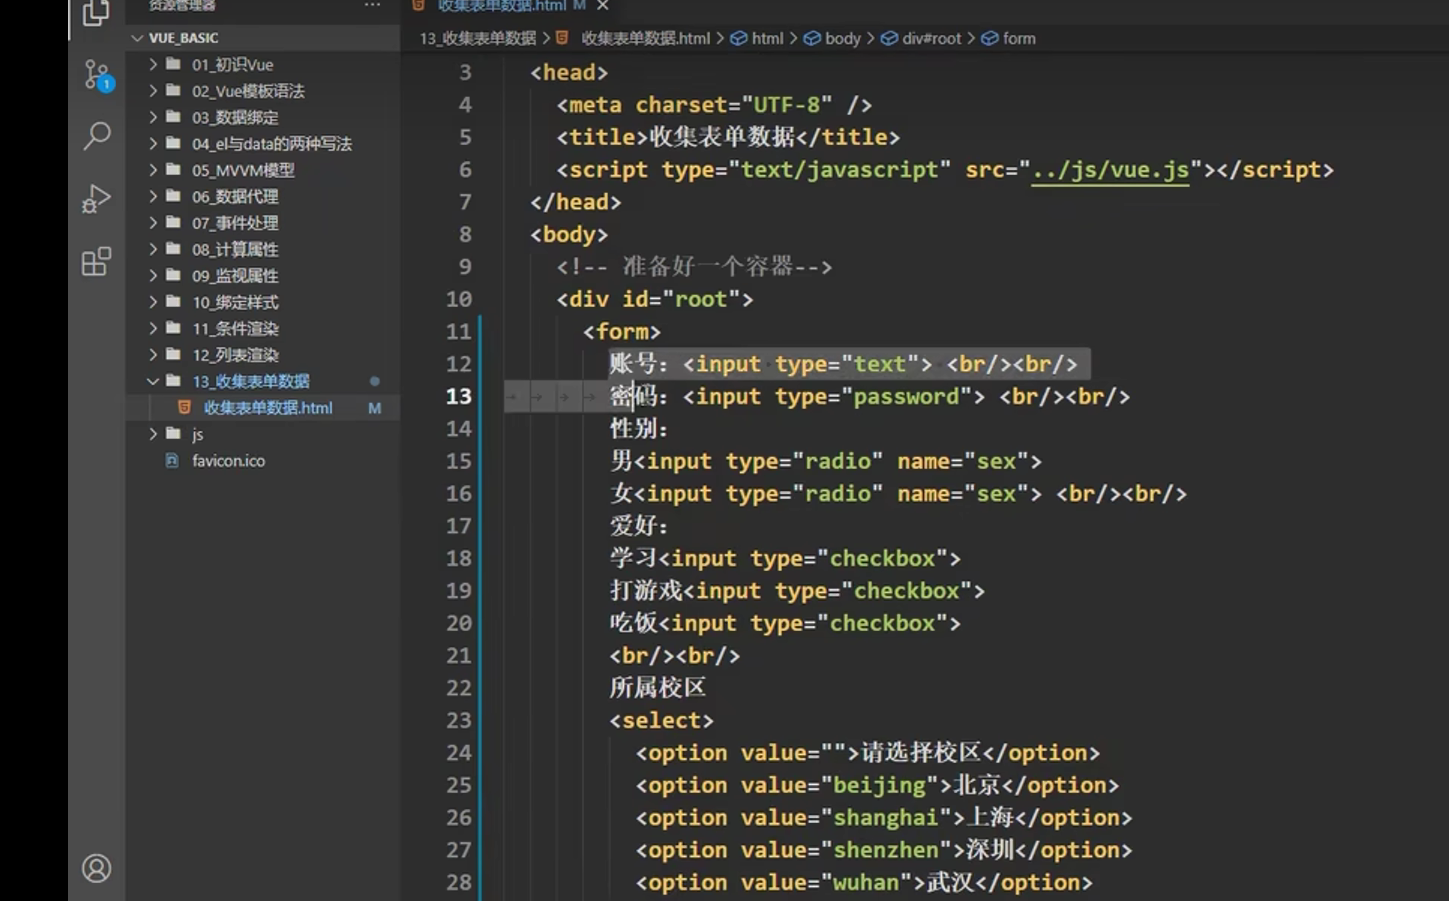 资源管理器 ···
收集表单数据.html M ×
VUE_BASIC
13_收集表单数据 > 收集表单数据.html > html > body > div#root > form
1
01_初识Vue
02_Vue模板语法
03_数据绑定
04_el与data的两种写法
05_MVVM模型
06_数据代理
07_事件处理
08_计算属性
09_监视属性
10_绑定样式
11_条件渲染
12_列表渲染
13_收集表单数据
收集表单数据.html M
js
favicon.ico
3 <head>
4 <meta charset="UTF-8" />
5 <title>收集表单数据</title>
6 <script type="text/javascript" src="../js/vue.js"></script>
7 </head>
8 <body>
9 <!-- 准备好一个容器-->
10 <div id="root">
11 <form>
12 账号：<input type="text"> <br/><br/>
13 密码：<input type="password"> <br/><br/>
14 性别：
15 男<input type="radio" name="sex">
16 女<input type="radio" name="sex"> <br/><br/>
17 爱好：
18 学习<input type="checkbox">
19 打游戏<input type="checkbox">
20 吃饭<input type="checkbox">
21 <br/><br/>
22 所属校区
23 <select>
24 <option value="">请选择校区</option>
25 <option value="beijing">北京</option>
26 <option value="shanghai">上海</option>
27 <option value="shenzhen">深圳</option>
28 <option value="wuhan">武汉</option>